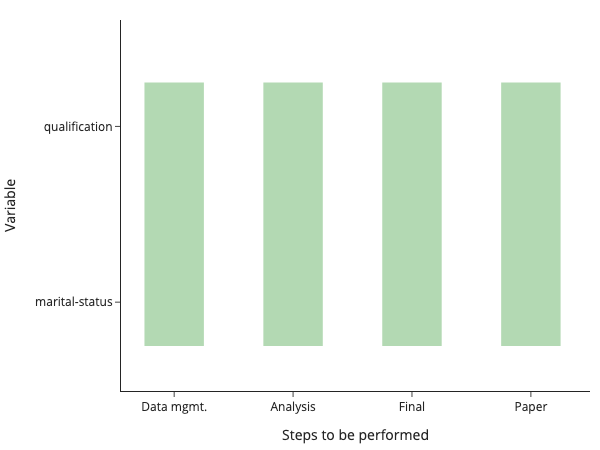 Variable
qualification
marital-status
Data mgmt.
Analysis
Final
Paper
Steps to be performed